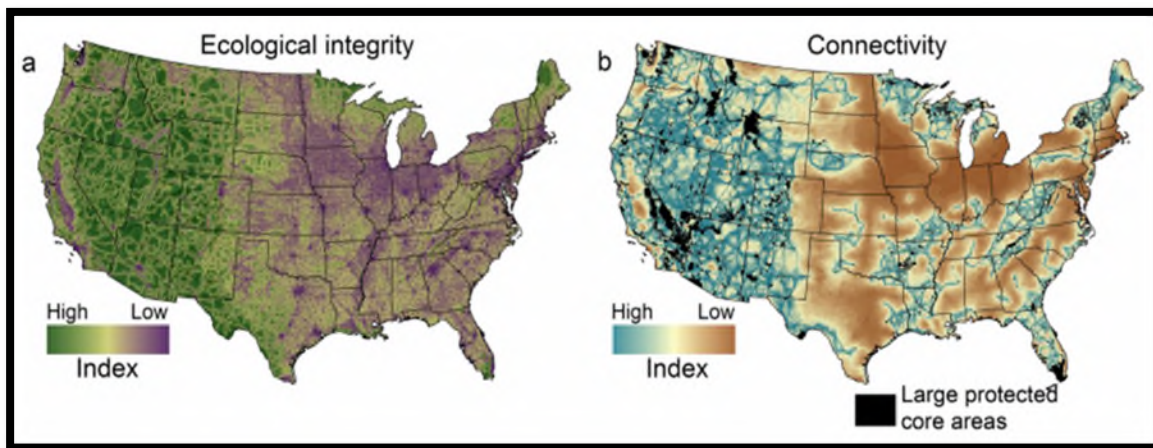 a
Ecological integrity
High Low
Index
b
Connectivity
High Low
Index
Large protected
core areas